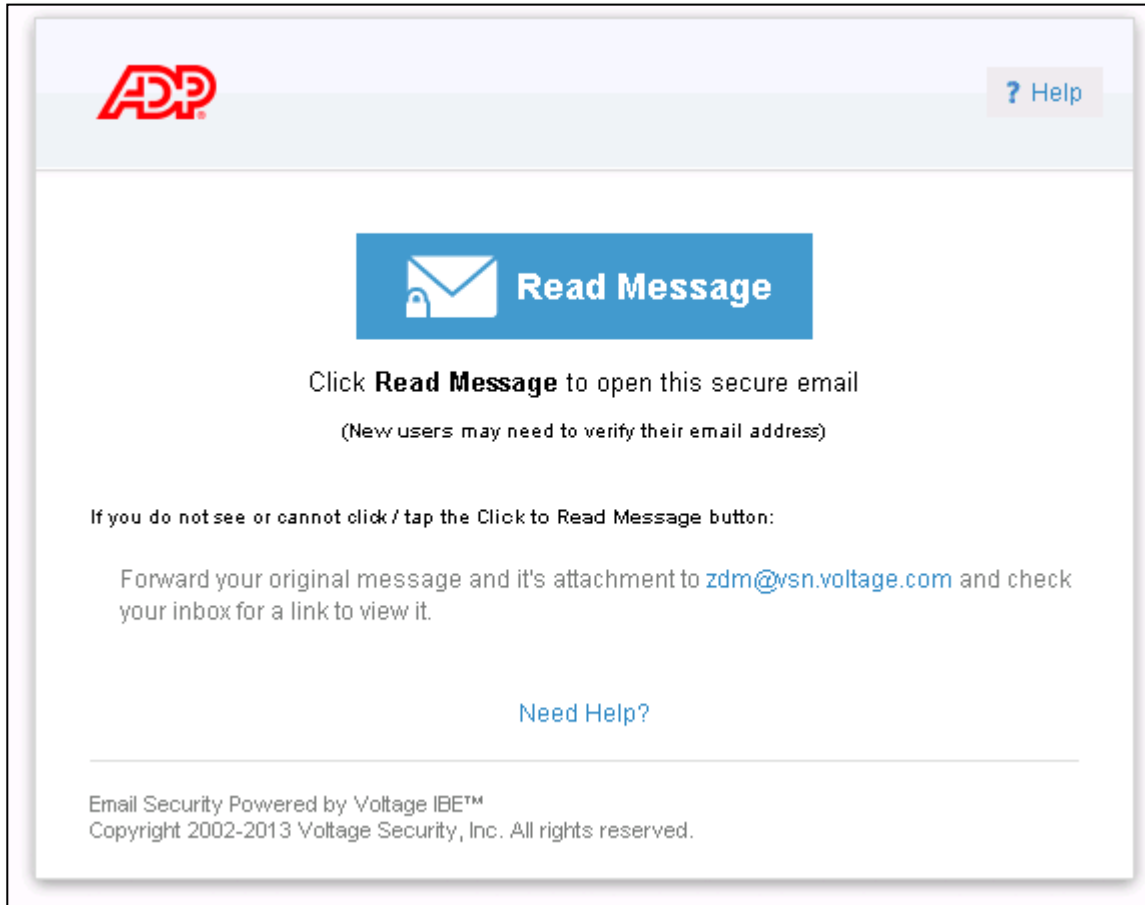 ADP
? Help
Read Message
Click Read Message to open this secure email
(New users may need to verify their email address)
If you do not see or cannot click / tap the Click to Read Message button:
Forward your original message and it's attachment to zdm@vsn.voltage.com and check
your inbox for a link to view it.
Need Help?
Email Security Powered by Voltage IBE™
Copyright 2002-2013 Voltage Security, Inc. All rights reserved.